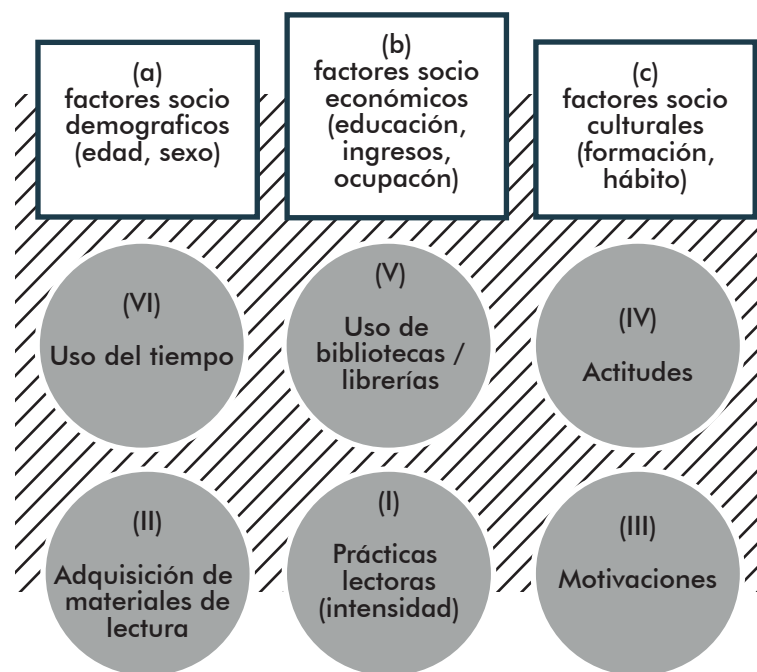 (a)
factores socio
demograficos
(edad, sexo)
(b)
factores socio
económicos
(educación,
ingresos,
ocupacón)
(c)
factores socio
culturales
(formación,
hábito)
(VI)
Uso del tiempo
(V)
Uso de
bibliotecas /
librerías
(IV)
Actitudes
(II)
Adquisición de
materiales de
lectura
(I)
Prácticas
lectoras
(intensidad)
(III)
Motivaciones